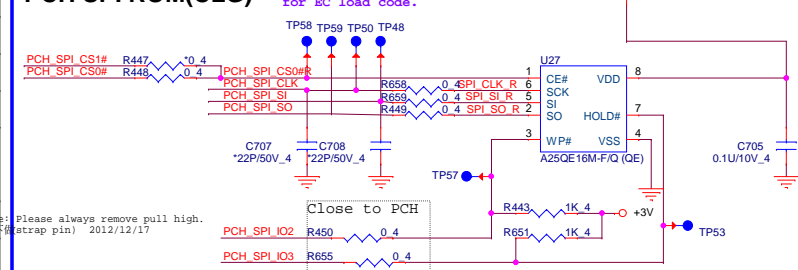 for EC load code.
TP58 TP59 TP50 TP48
PCH_SPI_CS1# R447 *0_4
PCH_SPI_CS0# R448 0_4
PCH_SPI_CS0#R
PCH_SPI_CLK R658 0_4 SPI_CLK_R
PCH_SPI_SI R659 0_4 SPI_SI_R
PCH_SPI_SO R449 0_4 SPI_SO_R
U27
1 CE# VDD 8
6 SCK
5 SI
2 SO HOLD# 7
3 WP# VSS 4
A25QE16M-F/Q (QE)
C707
*22P/50V_4
C708
*22P/50V_4
C705
0.1U/10V_4
TP57
Close to PCH
R443 1K_4
+3V
R651 1K_4
TP53
Please always remove pull high.
(strap pin) 2012/12/17
PCH_SPI_IO2 R450 0_4
PCH_SPI_IO3 R655 0_4